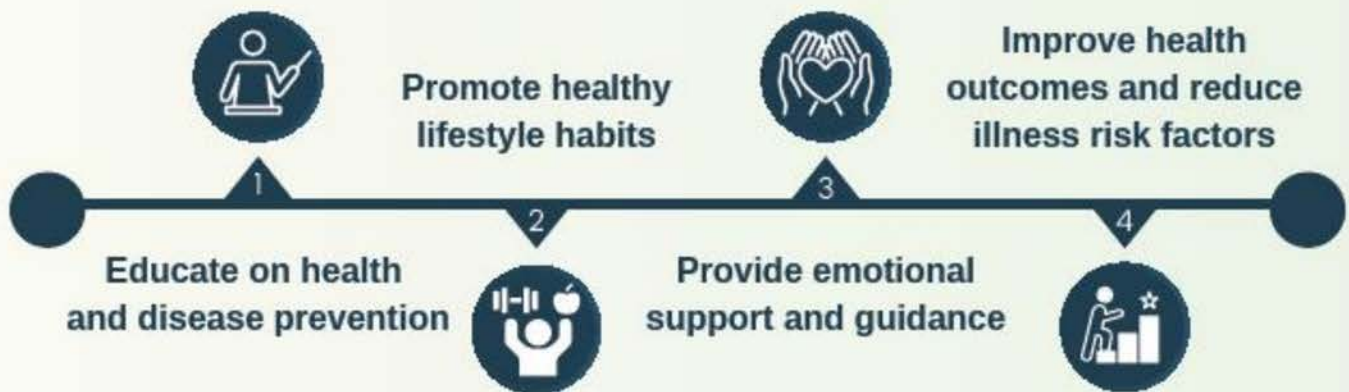 1
Educate on health
and disease prevention
Promote healthy
lifestyle habits
2
3
Provide emotional
support and guidance
Improve health
outcomes and reduce
illness risk factors
4